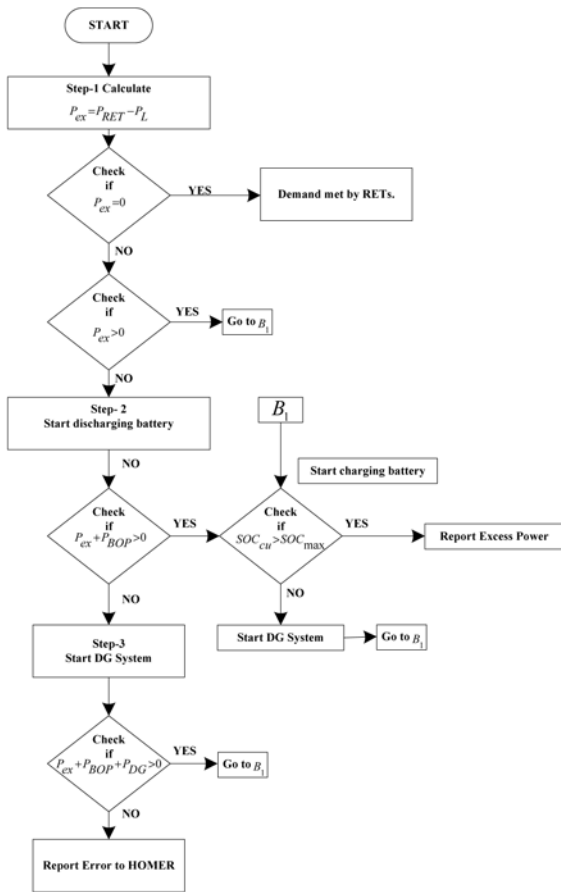 START
Step-1 Calculate
P_ex=P_RET−P_L
Check
if
P_ex=0
YES
Demand met by RETs.
NO
Check
if
P_ex>0
YES
Go to B_1
NO
Step- 2
Start discharging battery
NO
B_1
Start charging battery
Check
if
P_ex+P_BOP>0
YES
Check
if
SOC_cu>SOC_max
YES
Report Excess Power
NO
NO
Step-3
Start DG System
Start DG System
Go to B_1
Check
if
P_ex+P_BOP+P_DG>0
YES
Go to B_1
NO
Report Error to HOMER